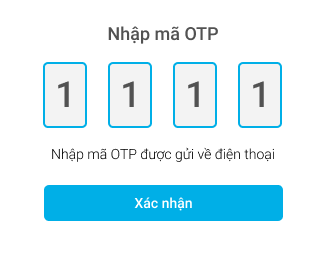 Nhập mã OTP
1 1 1 1
Nhập mã OTP được gửi về điện thoại
Xác nhận